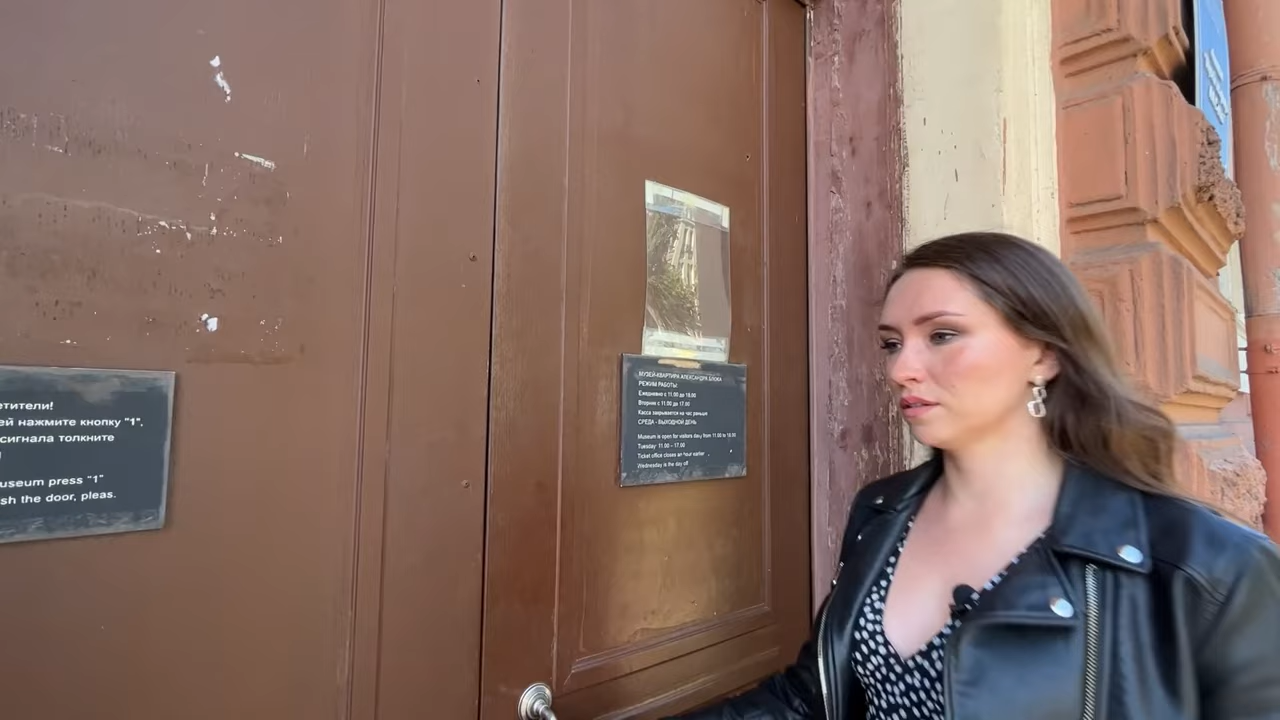 етители!
ей нажмите кнопку "1",
сигнала толкните
useum press "1"
sh the door, pleas.
МУЗЕЙ-КВАРТИРА АЛЕКСАНДРА БЛОКА
РЕЖИМ РАБОТЫ:
Ежедневно с 11.00 до 18.00
Вторник с 11.00 до 17.00
Касса закрывается на час раньше
СРЕДА - ВЫХОДНОЙ ДЕНЬ
Museum is open for visitors day from 11.00 to 18.00
Tuesday: 11.00 - 17.00
Ticket office closes an hour earlier
Wednesday is the day off